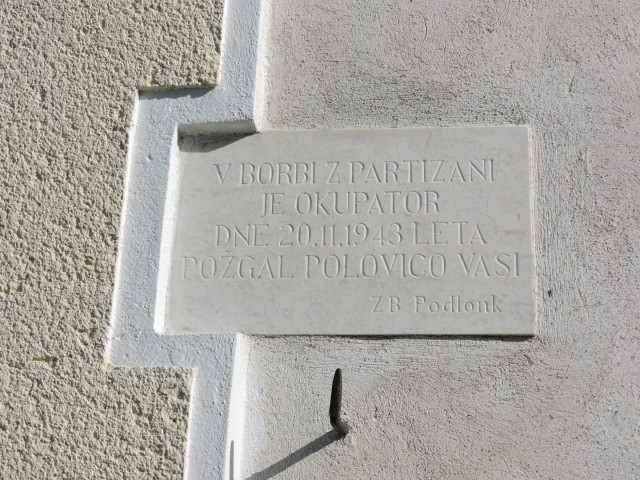 V BORBI Z PARTIZANI
JE OKUPATOR
DNE 20.11.1943 LETA
POŽGAL POLOVICO VASI
ZB Podlonk